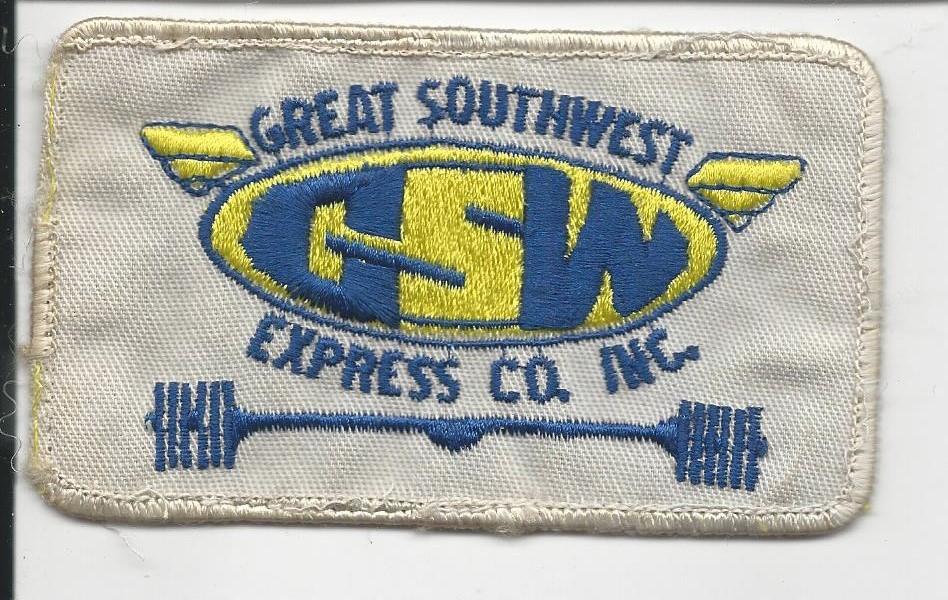 GREAT SOUTHWEST
GSW
EXPRESS CO. INC.